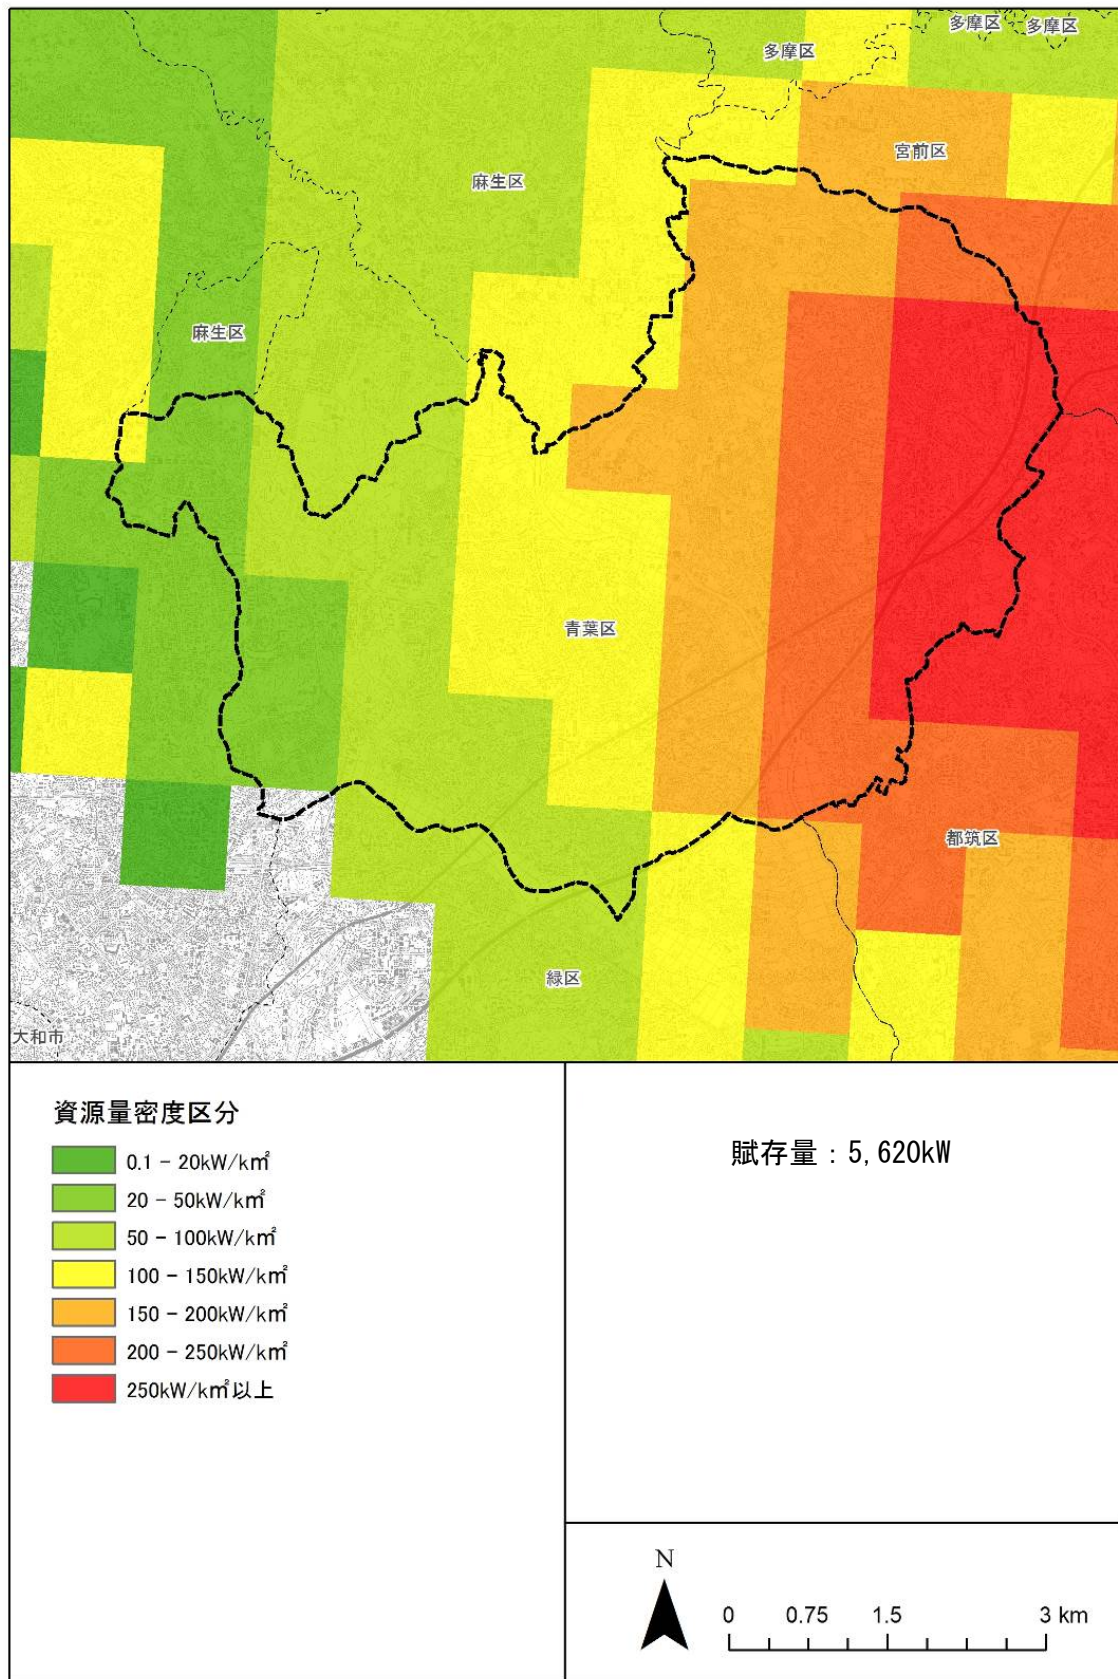 多摩区
多摩区
多摩区
宮前区
麻生区
麻生区
青葉区
都筑区
緑区
大和市
資源量密度区分
0.1 - 20kW/k㎡
20 - 50kW/k㎡
50 - 100kW/k㎡
100 - 150kW/k㎡
150 - 200kW/k㎡
200 - 250kW/k㎡
250kW/k㎡以上
賦存量：5,620kW
N
0 0.75 1.5 3 km